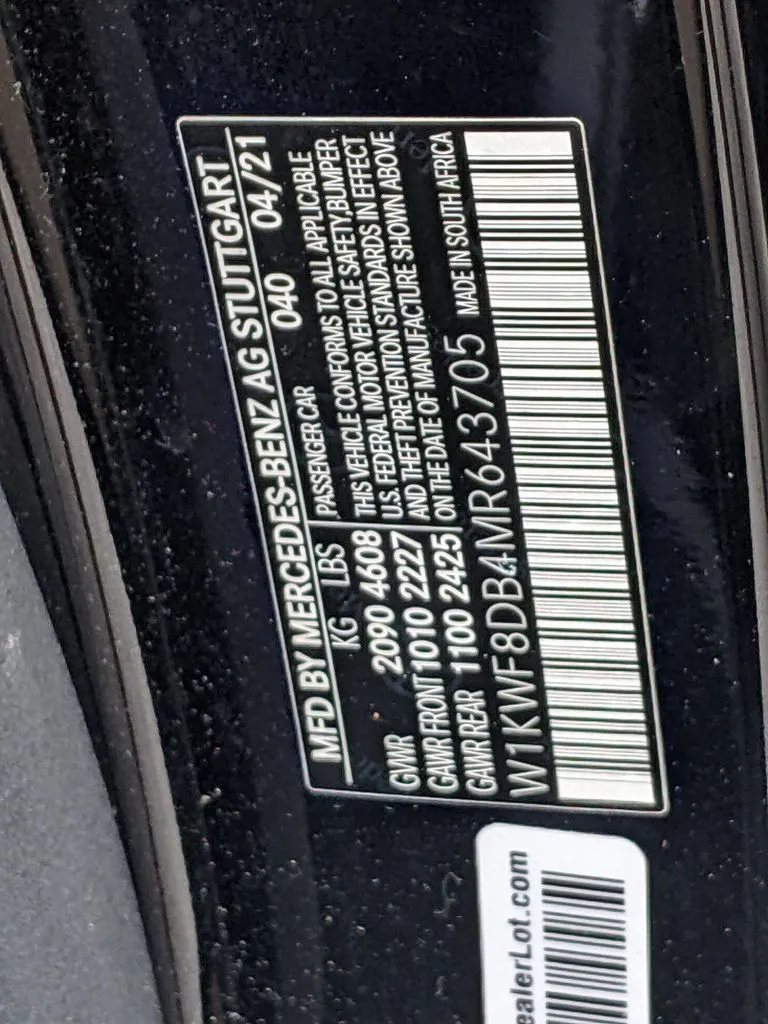 MFD BY MERCEDES-BENZ AG STUTTGART
KG LBS 040 04/21
GWR 2090 4608 PASSENGER CAR
GAWR FRONT 1010 2227
GAWR REAR 1100 2425
THIS VEHICLE CONFORMS TO ALL APPLICABLE
U.S. FEDERAL MOTOR VEHICLE SAFETY, BUMPER
AND THEFT PREVENTION STANDARDS IN EFFECT
ON THE DATE OF MANUFACTURE SHOWN ABOVE
W1KWF8DB4MR643705 MADE IN SOUTH AFRICA
ealerLot.com